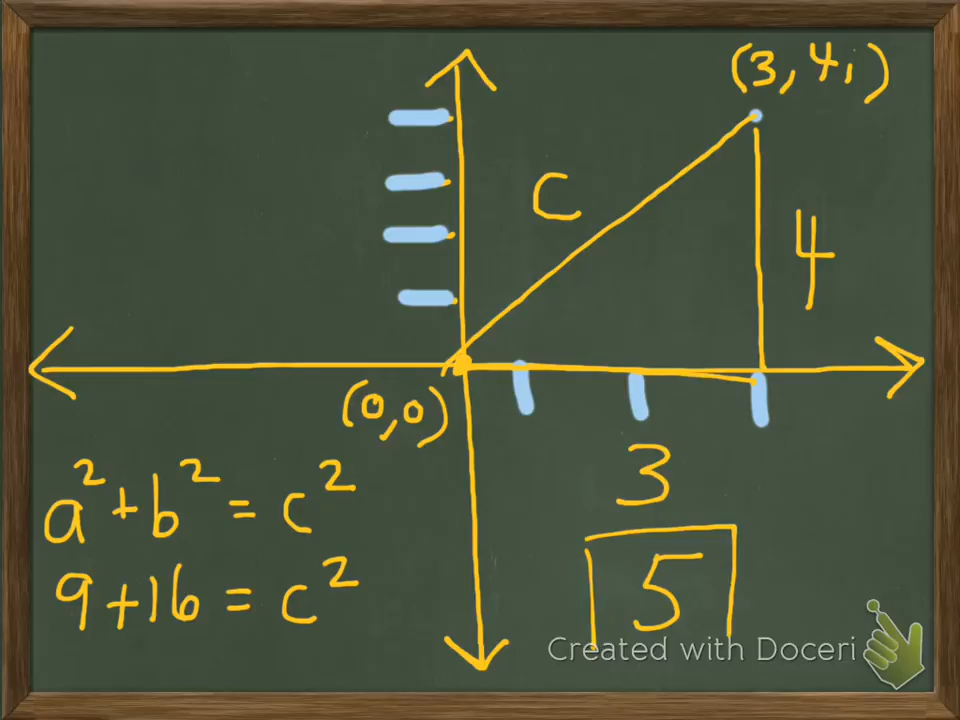 (3, 4, )
C
4
(0,0)
3
a² + b² = c²
9 + 16 = c²
5
Created with Doceri